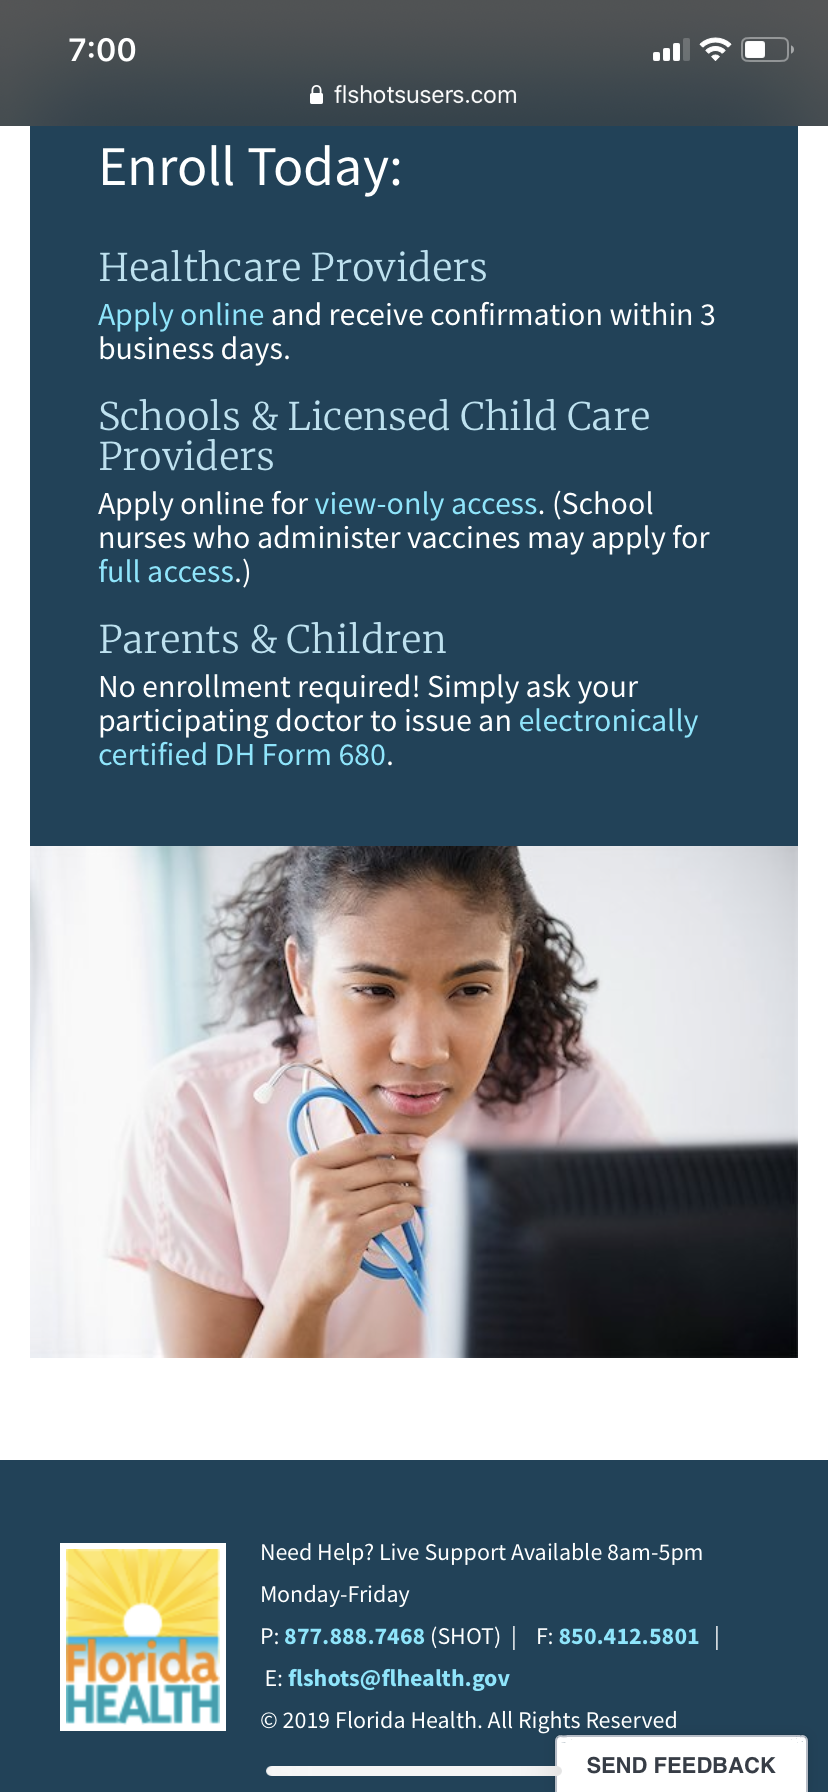 7:00
flshotsusers.com
Enroll Today:
Healthcare Providers
Apply online and receive confirmation within 3
business days.
Schools & Licensed Child Care
Providers
Apply online for view-only access. (School
nurses who administer vaccines may apply for
full access.)
Parents & Children
No enrollment required! Simply ask your
participating doctor to issue an electronically
certified DH Form 680.
Florida
HEALTH
Need Help? Live Support Available 8am-5pm
Monday-Friday
P: 877.888.7468 (SHOT) | F: 850.412.5801 |
E: flshots@flhealth.gov
© 2019 Florida Health. All Rights Reserved
SEND FEEDBACK